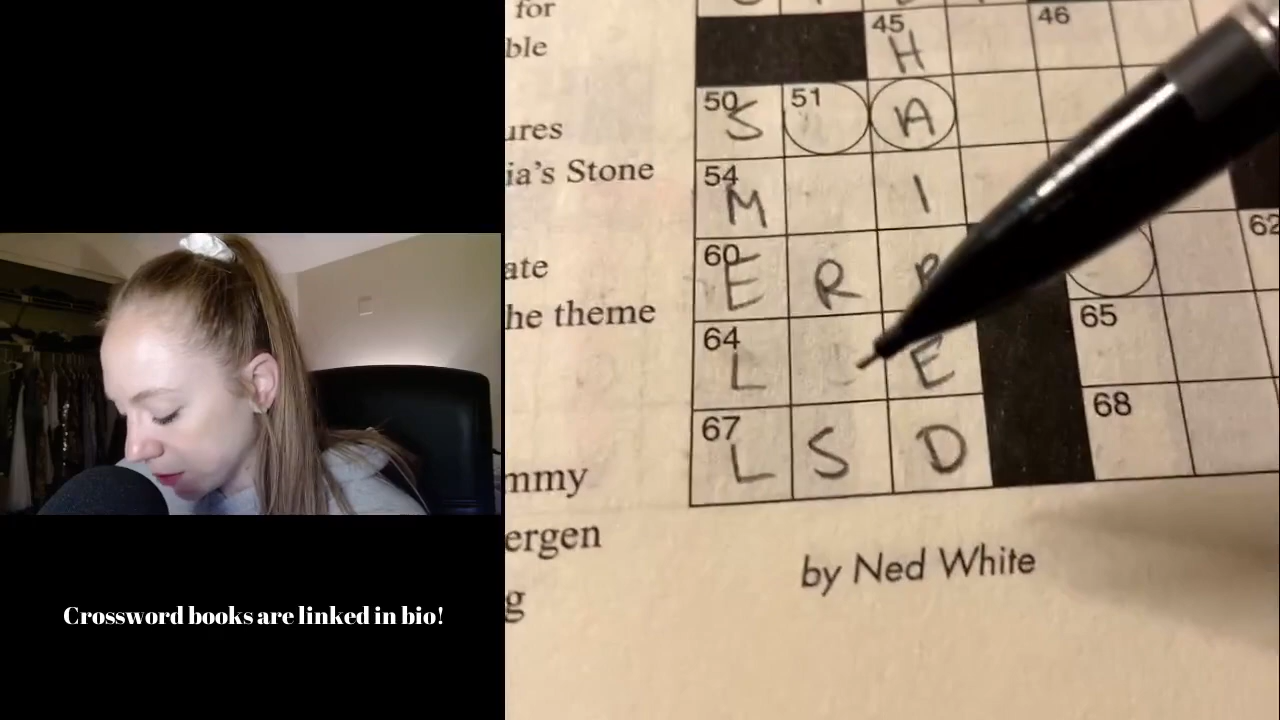 for
ble
ures
ia's Stone
ate
he theme
mmy
ergen
g
45 H 46
50 S 51 A
54 M I
60 E R 62
64 L E 65
67 L S D 68
by Ned White
Crossword books are linked in bio!